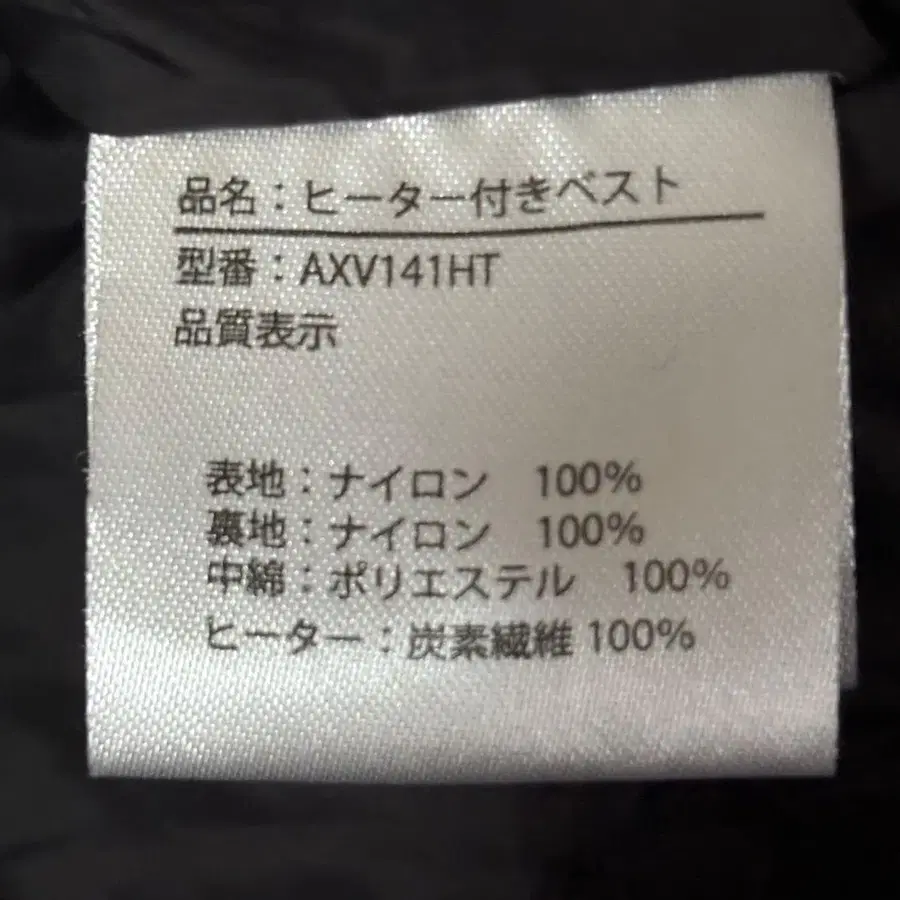 品名：ヒーター付きベスト
型番：AXV141HT
品質表示
表地：ナイロン　100%
裏地：ナイロン　100%
中綿：ポリエステル　100%
ヒーター：炭素繊維 100%